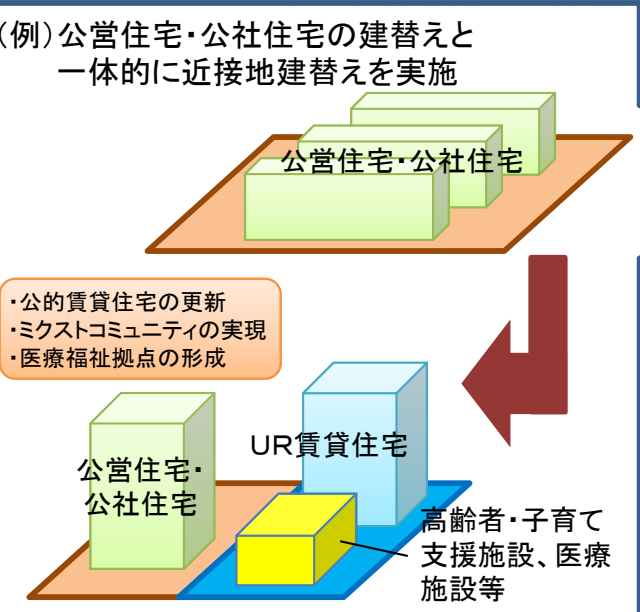 （例）公営住宅・公社住宅の建替えと
一体的に近接地建替えを実施
公営住宅・公社住宅
・公的賃貸住宅の更新
・ミクストコミュニティの実現
・医療福祉拠点の形成
公営住宅・
公社住宅
ＵＲ賃貸住宅
高齢者・子育て
支援施設、医療
施設等